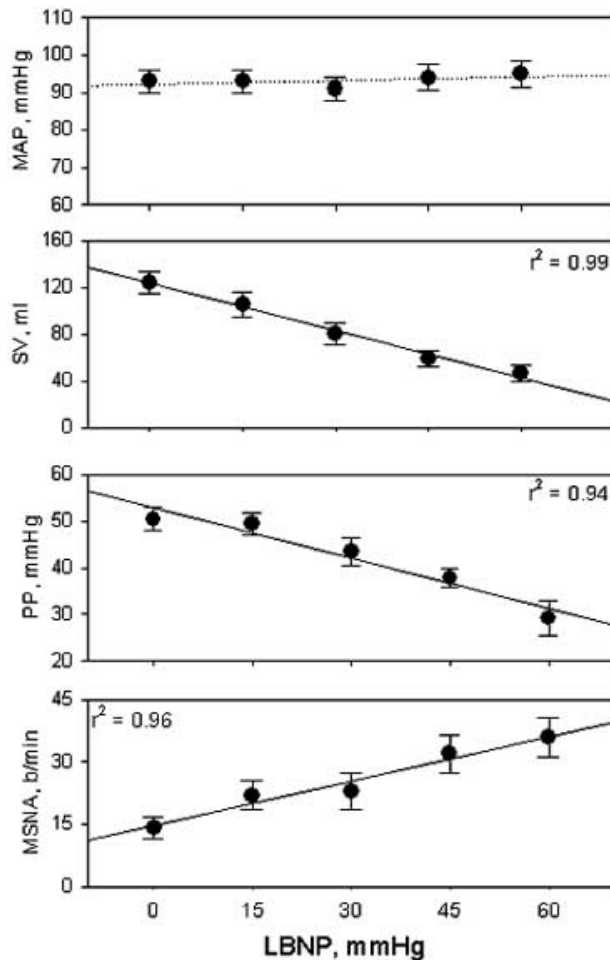 110
100
90
80
70
60
MAP, mmHg
160
120
80
40
0
SV, ml
r² = 0.99
60
50
40
30
20
PP, mmHg
r² = 0.94
45
30
15
0
MSNA, b/min
r² = 0.96
0 15 30 45 60
LBNP, mmHg